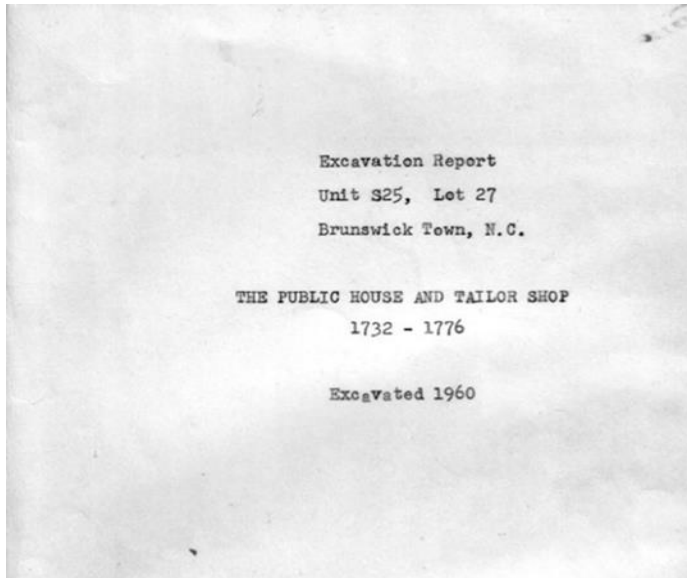 Excavation Report
Unit S25, Lot 27
Brunswick Town, N.C.
THE PUBLIC HOUSE AND TAILOR SHOP
1732 - 1776
Excavated 1960